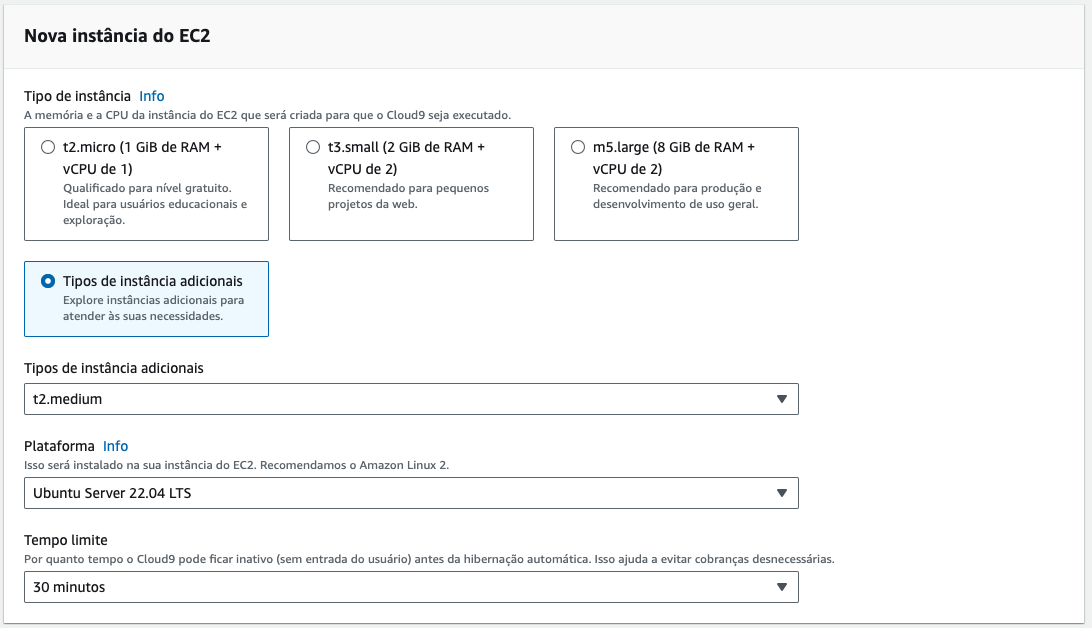 Nova instância do EC2
Tipo de instância Info
A memória e a CPU da instância do EC2 que será criada para que o Cloud9 seja executado.
t2.micro (1 GiB de RAM +
vCPU de 1)
Qualificado para nível gratuito.
Ideal para usuários educacionais e
exploração.
t3.small (2 GiB de RAM +
vCPU de 2)
Recomendado para pequenos
projetos da web.
m5.large (8 GiB de RAM +
vCPU de 2)
Recomendado para produção e
desenvolvimento de uso geral.
Tipos de instância adicionais
Explore instâncias adicionais para
atender às suas necessidades.
Tipos de instância adicionais
t2.medium
Plataforma Info
Isso será instalado na sua instância do EC2. Recomendamos o Amazon Linux 2.
Ubuntu Server 22.04 LTS
Tempo limite
Por quanto tempo o Cloud9 pode ficar inativo (sem entrada do usuário) antes da hibernação automática. Isso ajuda a evitar cobranças desnecessárias.
30 minutos